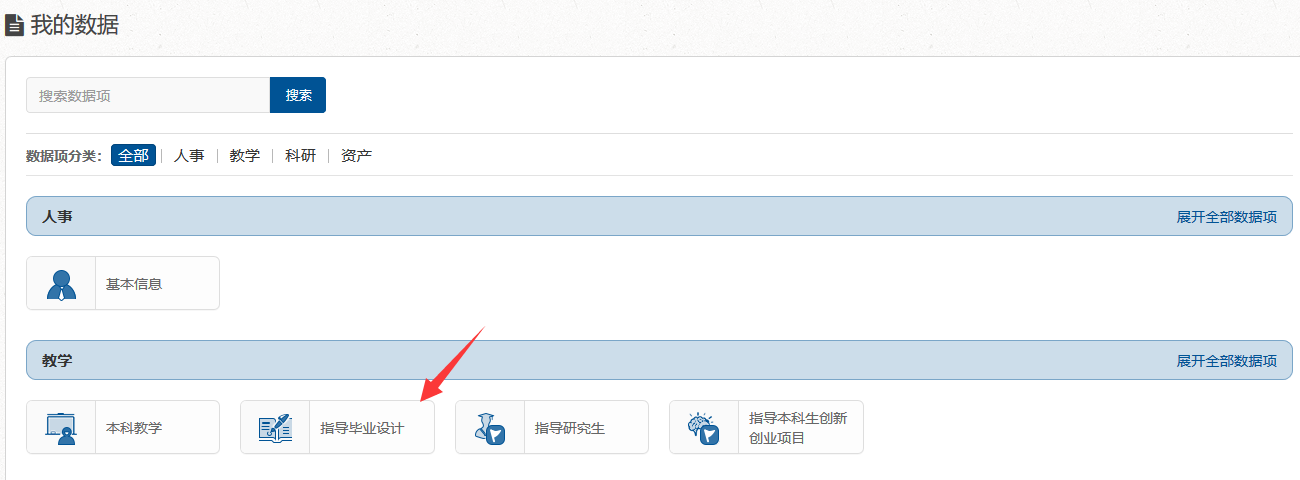 我的数据
搜索数据项 搜索
数据项分类： 全部 人事 教学 科研 资产
人事 展开全部数据项
基本信息
教学 展开全部数据项
本科教学
指导毕业设计
指导研究生
指导本科生创新
创业项目